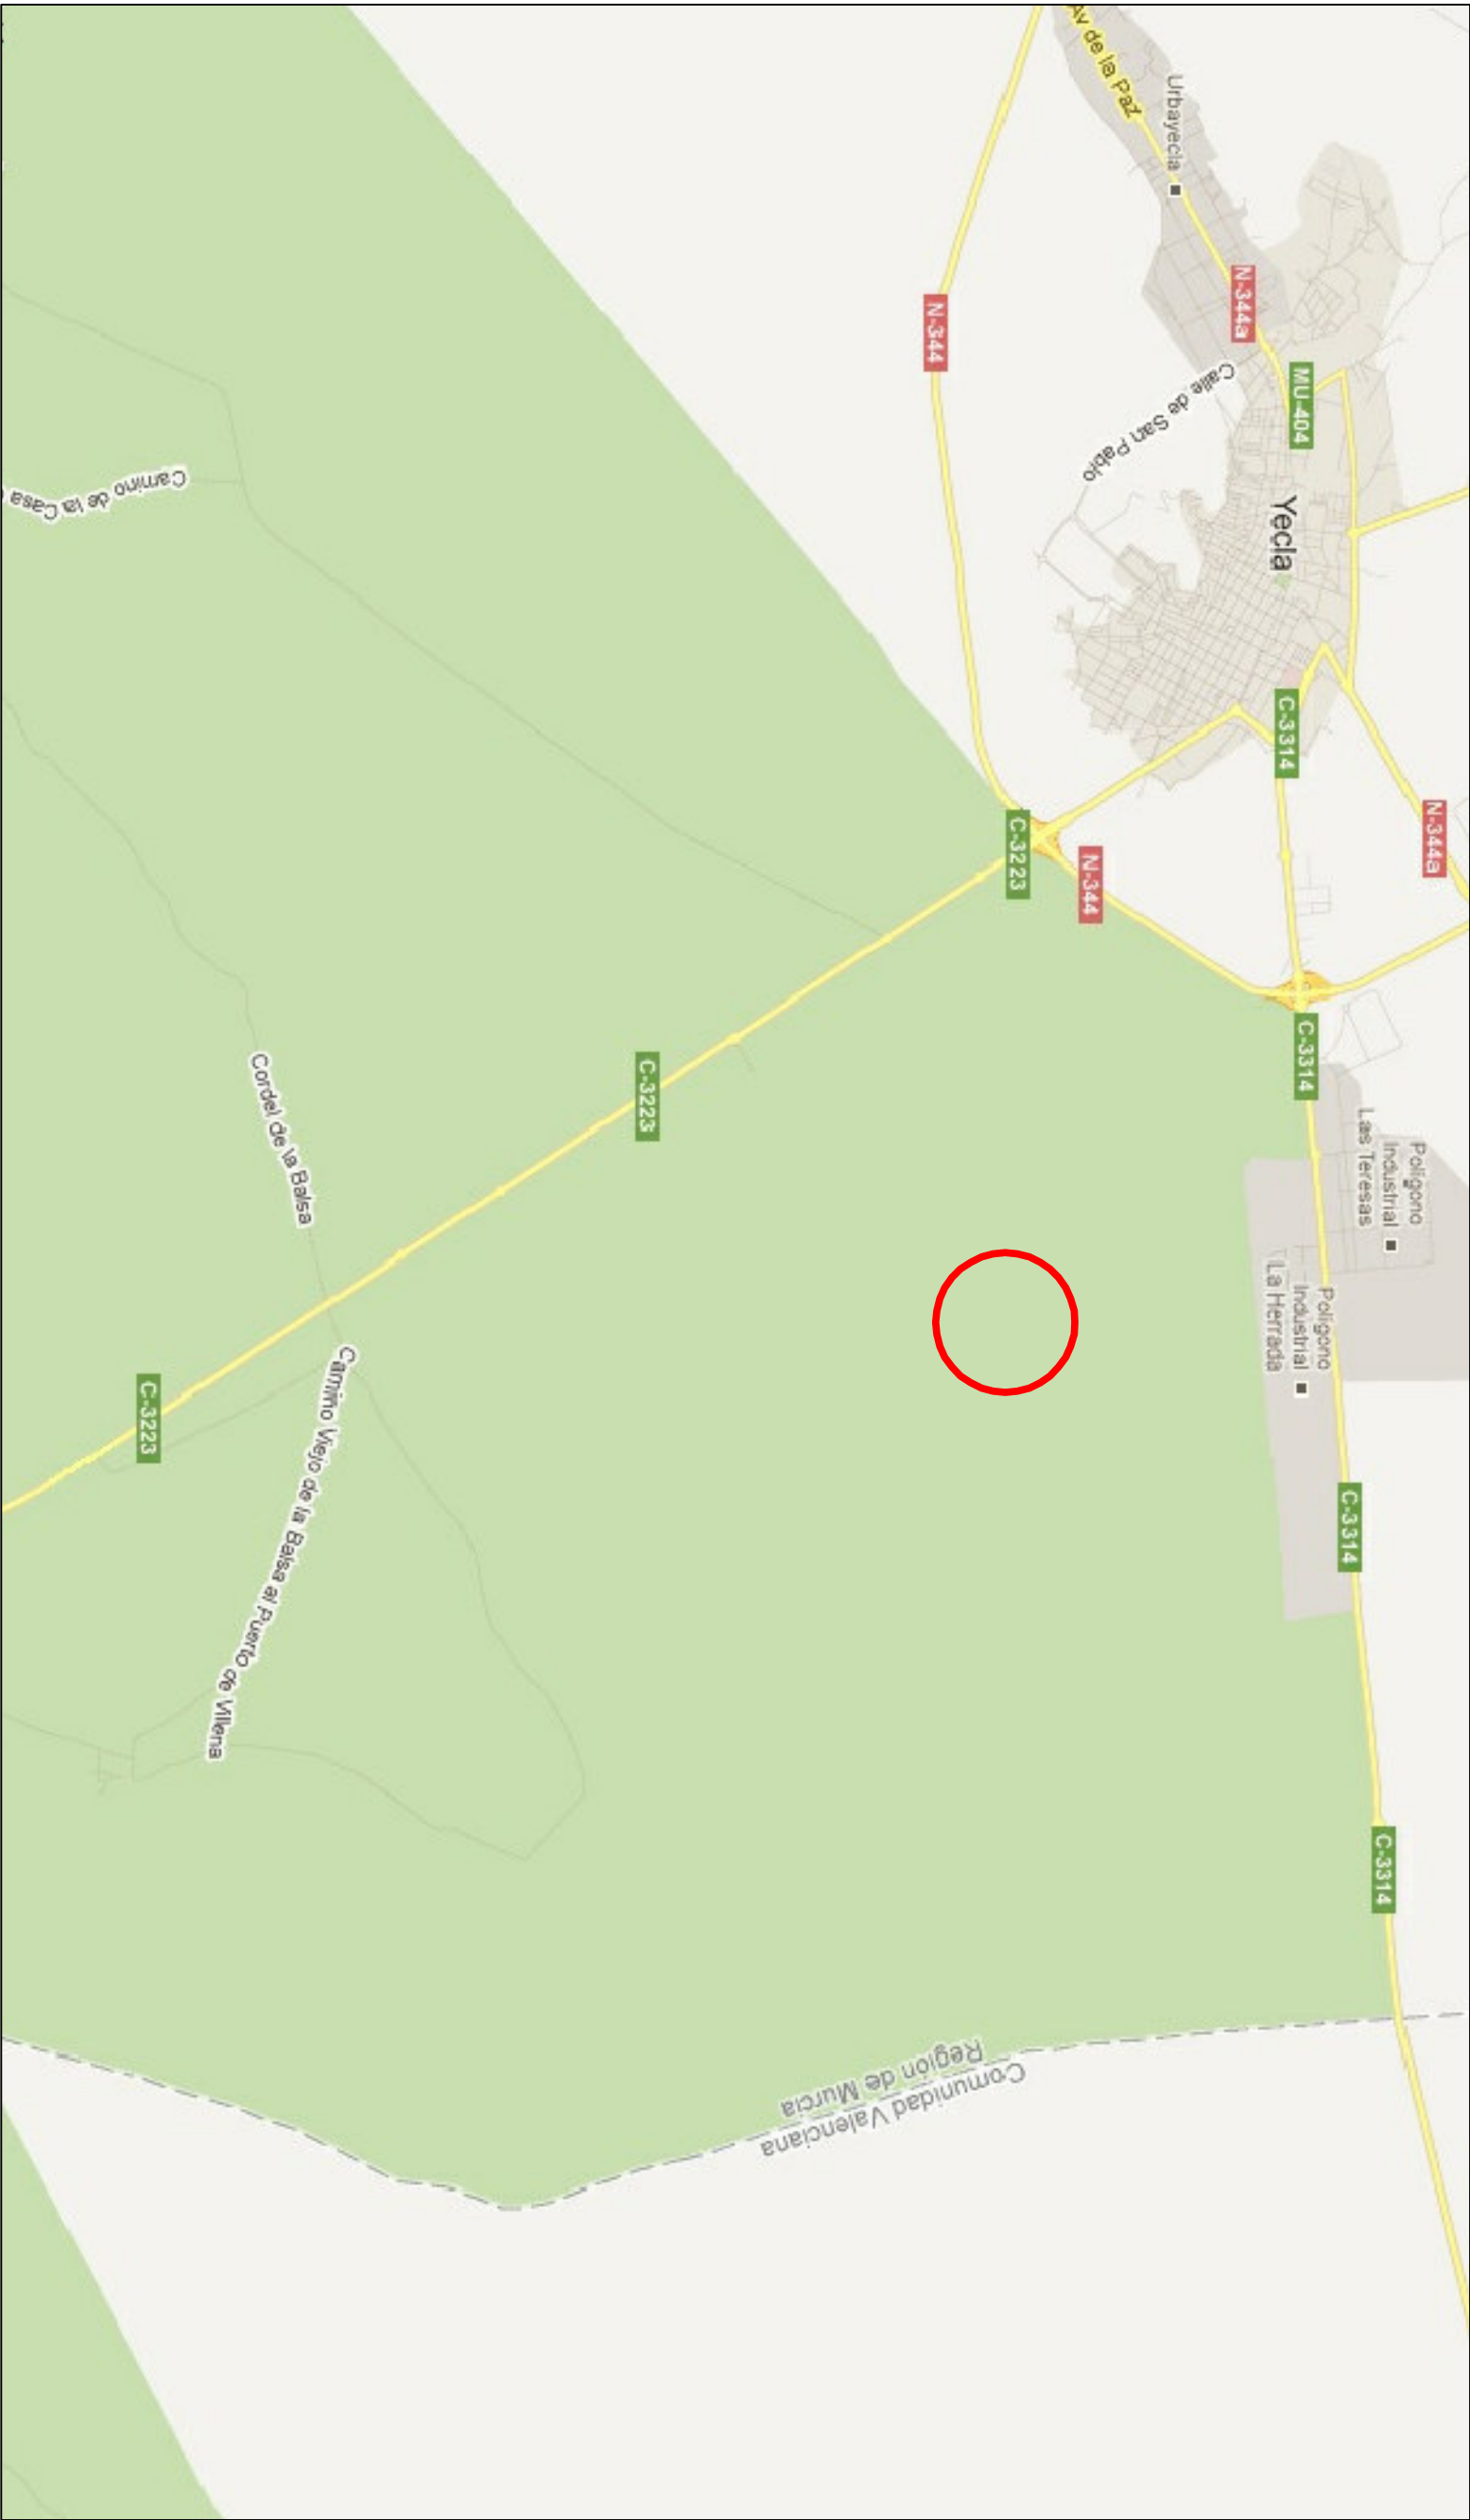 Av de la Paz
Urbayecla
N-344a
MU-404
Calle de San Pablo
N-344
Yecla
C-3314
N-344a
N-344
C-3223
C-3314
Polígono
Industrial
Las Teresas
Polígono
Industrial
La Herrada
C-3314
C-3314
Camino de la Casa
C-3223
Cordel de la Balsa
Camino Viejo de la Balsa al Puerto de Villena
C-3223
Comunidad Valenciana
Región de Murcia